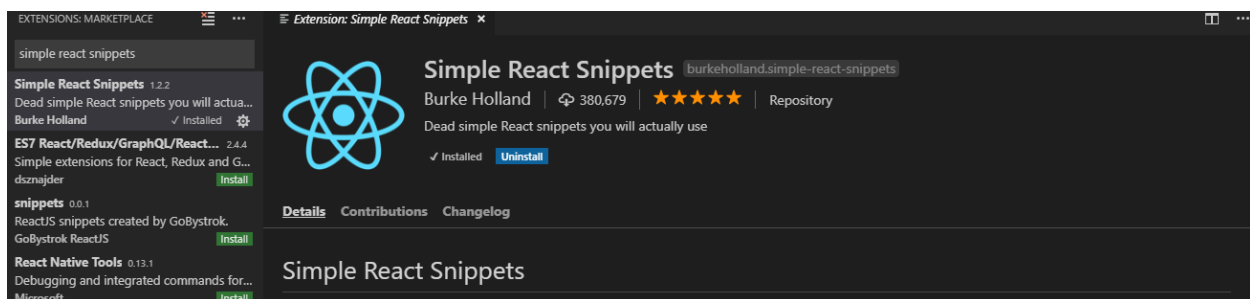 EXTENSIONS: MARKETPLACE
simple react snippets
Simple React Snippets 1.2.2
Dead simple React snippets you will actua...
Burke Holland ✓ Installed
ES7 React/Redux/GraphQL/React... 2.4.4
Simple extensions for React, Redux and G...
dsznajder Install
snippets 0.0.1
ReactJS snippets created by GoBystrok.
GoBystrok ReactJS Install
React Native Tools 0.13.1
Debugging and integrated commands for...
Microsoft Install
Extension: Simple React Snippets ×
Simple React Snippets burkeholland.simple-react-snippets
Burke Holland | 380,679 | ★★★★★ | Repository
Dead simple React snippets you will actually use
✓ Installed Uninstall
Details Contributions Changelog
Simple React Snippets